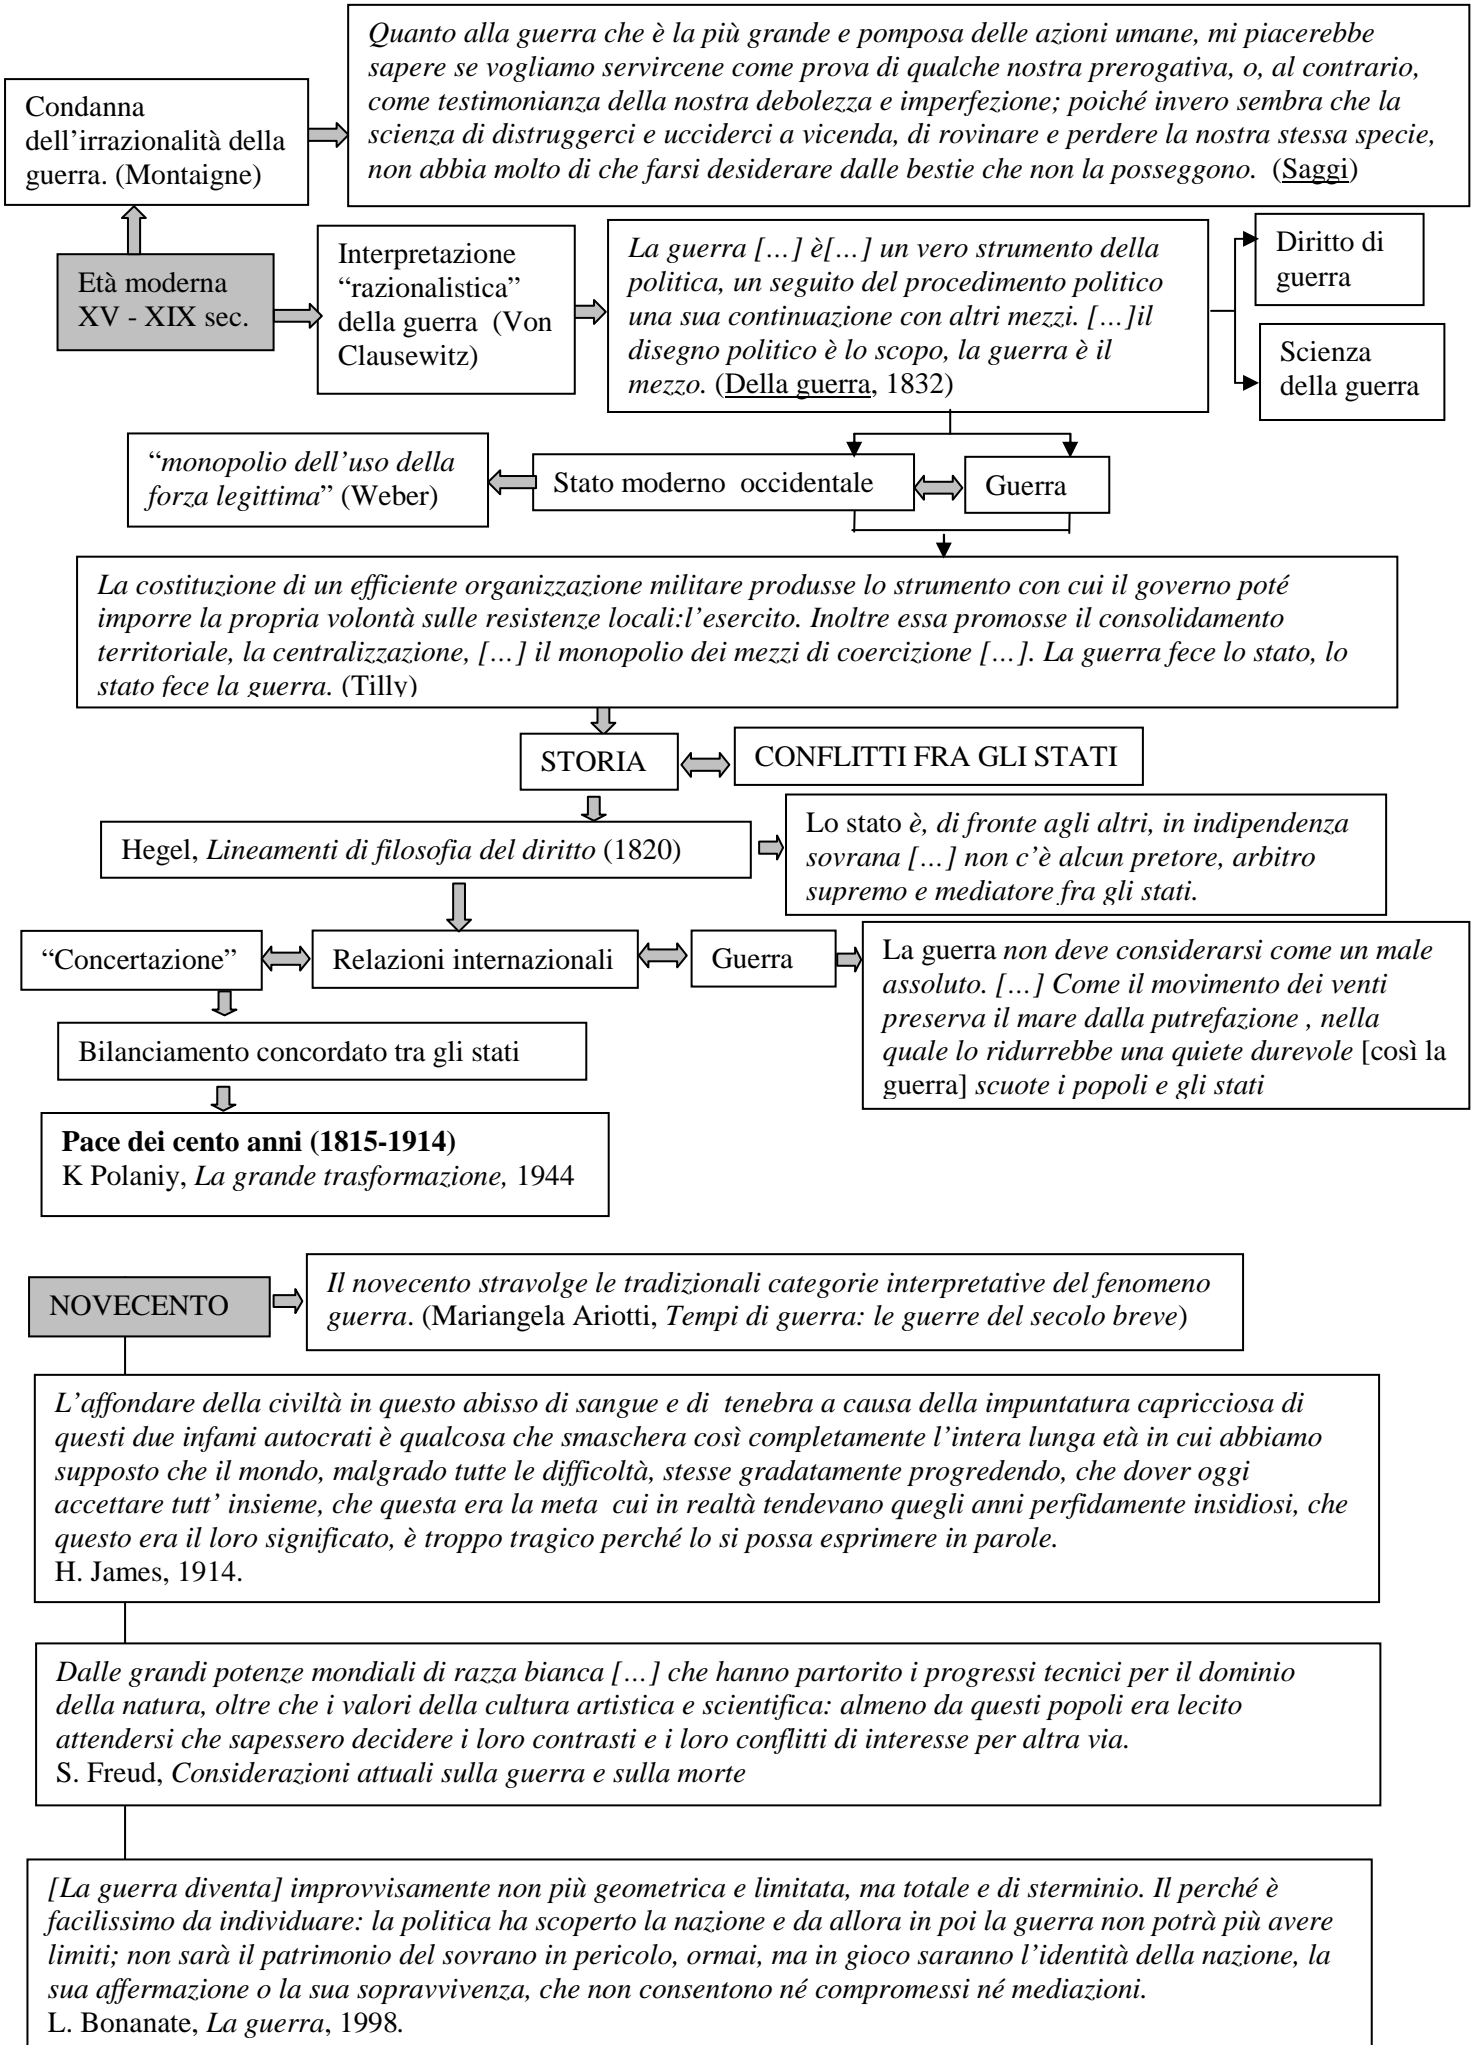 Quanto alla guerra che è la più grande e pomposa delle azioni umane, mi piacerebbe
sapere se vogliamo servircene come prova di qualche nostra prerogativa, o, al contrario,
come testimonianza della nostra debolezza e imperfezione; poiché invero sembra che la
scienza di distruggerci e ucciderci a vicenda, di rovinare e perdere la nostra stessa specie,
non abbia molto di che farsi desiderare dalle bestie che non la posseggono. (Saggi)
Condanna
dell'irrazionalità della
guerra. (Montaigne)
Età moderna
XV - XIX sec.
Interpretazione
“razionalistica”
della guerra (Von
Clausewitz)
La guerra […] è[…] un vero strumento della
politica, un seguito del procedimento politico
una sua continuazione con altri mezzi. […]il
disegno politico è lo scopo, la guerra è il
mezzo. (Della guerra, 1832)
Diritto di
guerra
Scienza
della guerra
“monopolio dell'uso della
forza legittima” (Weber)
Stato moderno occidentale
Guerra
La costituzione di un efficiente organizzazione militare produsse lo strumento con cui il governo poté
imporre la propria volontà sulle resistenze locali:l'esercito. Inoltre essa promosse il consolidamento
territoriale, la centralizzazione, […] il monopolio dei mezzi di coercizione […]. La guerra fece lo stato, lo
stato fece la guerra. (Tilly)
STORIA
CONFLITTI FRA GLI STATI
Hegel, Lineamenti di filosofia del diritto (1820)
Lo stato è, di fronte agli altri, in indipendenza
sovrana […] non c'è alcun pretore, arbitro
supremo e mediatore fra gli stati.
“Concertazione”
Relazioni internazionali
Guerra
La guerra non deve considerarsi come un male
assoluto. […] Come il movimento dei venti
preserva il mare dalla putrefazione , nella
quale lo ridurrebbe una quiete durevole [così la
guerra] scuote i popoli e gli stati
Bilanciamento concordato tra gli stati
Pace dei cento anni (1815-1914)
K Polaniy, La grande trasformazione, 1944
NOVECENTO
Il novecento stravolge le tradizionali categorie interpretative del fenomeno
guerra. (Mariangela Ariotti, Tempi di guerra: le guerre del secolo breve)
L'affondare della civiltà in questo abisso di sangue e di tenebra a causa della impuntatura capricciosa di
questi due infami autocrati è qualcosa che smaschera così completamente l'intera lunga età in cui abbiamo
supposto che il mondo, malgrado tutte le difficoltà, stesse gradatamente progredendo, che dover oggi
accettare tutt' insieme, che questa era la meta cui in realtà tendevano quegli anni perfidamente insidiosi, che
questo era il loro significato, è troppo tragico perché lo si possa esprimere in parole.
H. James, 1914.
Dalle grandi potenze mondiali di razza bianca […] che hanno partorito i progressi tecnici per il dominio
della natura, oltre che i valori della cultura artistica e scientifica: almeno da questi popoli era lecito
attendersi che sapessero decidere i loro contrasti e i loro conflitti di interesse per altra via.
S. Freud, Considerazioni attuali sulla guerra e sulla morte
[La guerra diventa] improvvisamente non più geometrica e limitata, ma totale e di sterminio. Il perché è
facilissimo da individuare: la politica ha scoperto la nazione e da allora in poi la guerra non potrà più avere
limiti; non sarà il patrimonio del sovrano in pericolo, ormai, ma in gioco saranno l'identità della nazione, la
sua affermazione o la sua sopravvivenza, che non consentono né compromessi né mediazioni.
L. Bonanate, La guerra, 1998.